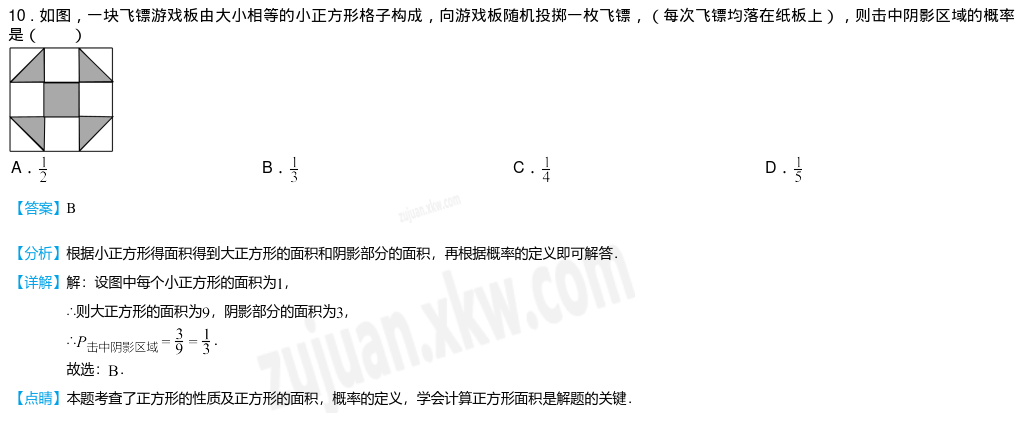 10．如图，一块飞镖游戏板由大小相等的小正方形格子构成，向游戏板随机投掷一枚飞镖，（每次飞镖均落在纸板上），则击中阴影区域的概率
是（　　）
A．1/2　B．1/3　C．1/4　D．1/5
【答案】B
zujuan.xkw.com
【分析】根据小正方形得面积得到大正方形的面积和阴影部分的面积，再根据概率的定义即可解答．
【详解】解：设图中每个小正方形的面积为1，
∴则大正方形的面积为9，阴影部分的面积为3，
∴P击中阴影区域 = 3/9 = 1/3．
故选：B．
zujuan.xkw.com
【点睛】本题考查了正方形的性质及正方形的面积，概率的定义，学会计算正方形面积是解题的关键．